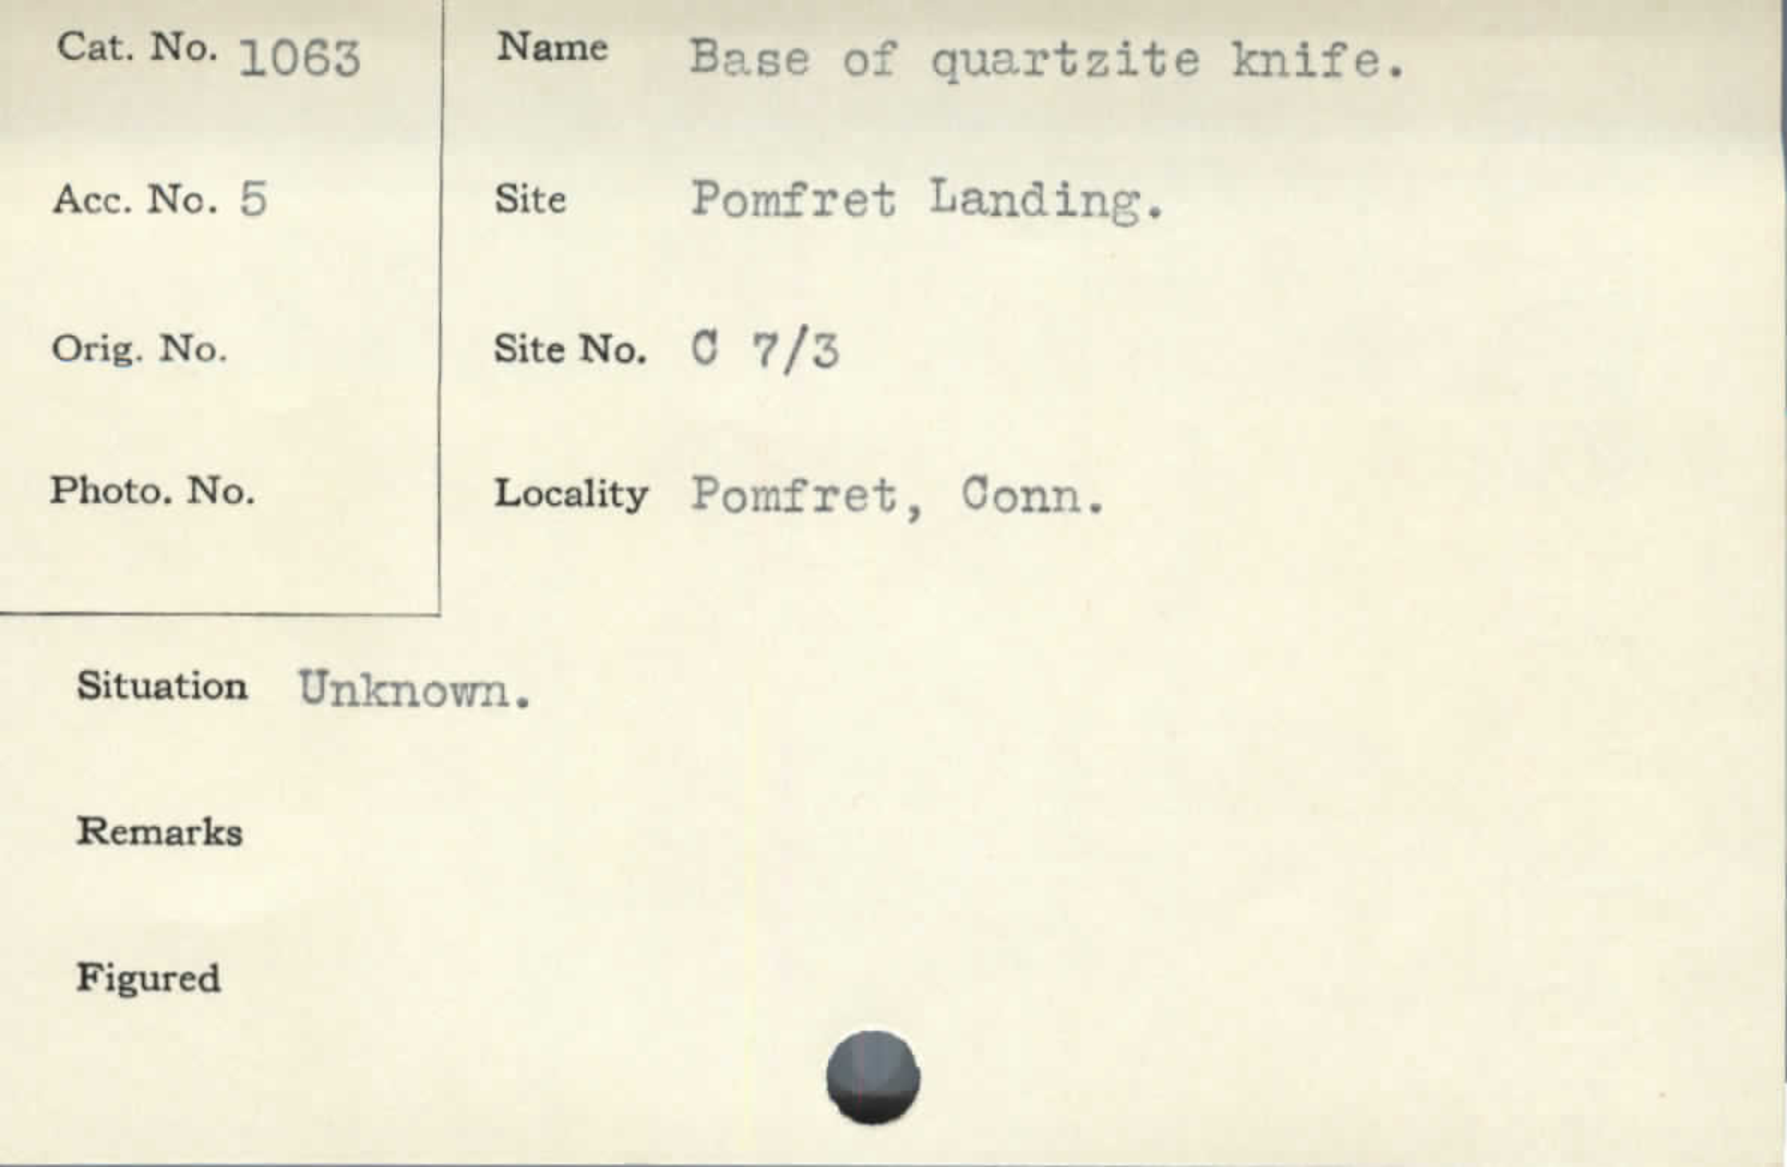 Cat. No. 1063
Acc. No. 5
Orig. No.
Photo. No.
Name Base of quartzite knife.
Site Pomfret Landing.
Site No. C 7/3
Locality Pomfret, Conn.
Situation Unknown.
Remarks
Figured